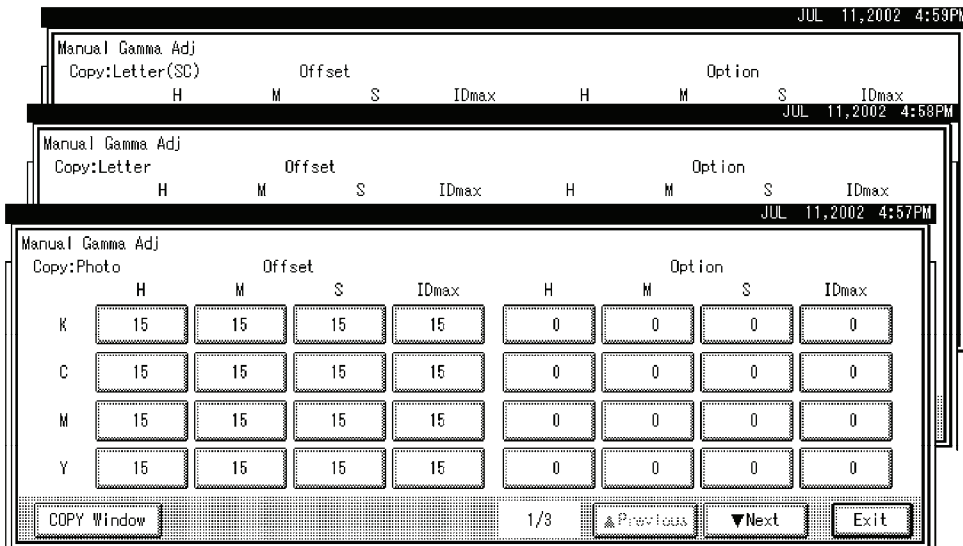 JUL 11,2002 4:59PM
Manual Gamma Adj
Copy:Letter(SC) Offset Option
H M S IDmax H M S IDmax
JUL 11,2002 4:58PM
Manual Gamma Adj
Copy:Letter Offset Option
H M S IDmax H M S IDmax
JUL 11,2002 4:57PM
Manual Gamma Adj
Copy:Photo Offset Option
H M S IDmax H M S IDmax
K 15 15 15 15 0 0 0 0
C 15 15 15 15 0 0 0 0
M 15 15 15 15 0 0 0 0
Y 15 15 15 15 0 0 0 0
COPY Window 1/3 ▲Previous ▼Next Exit